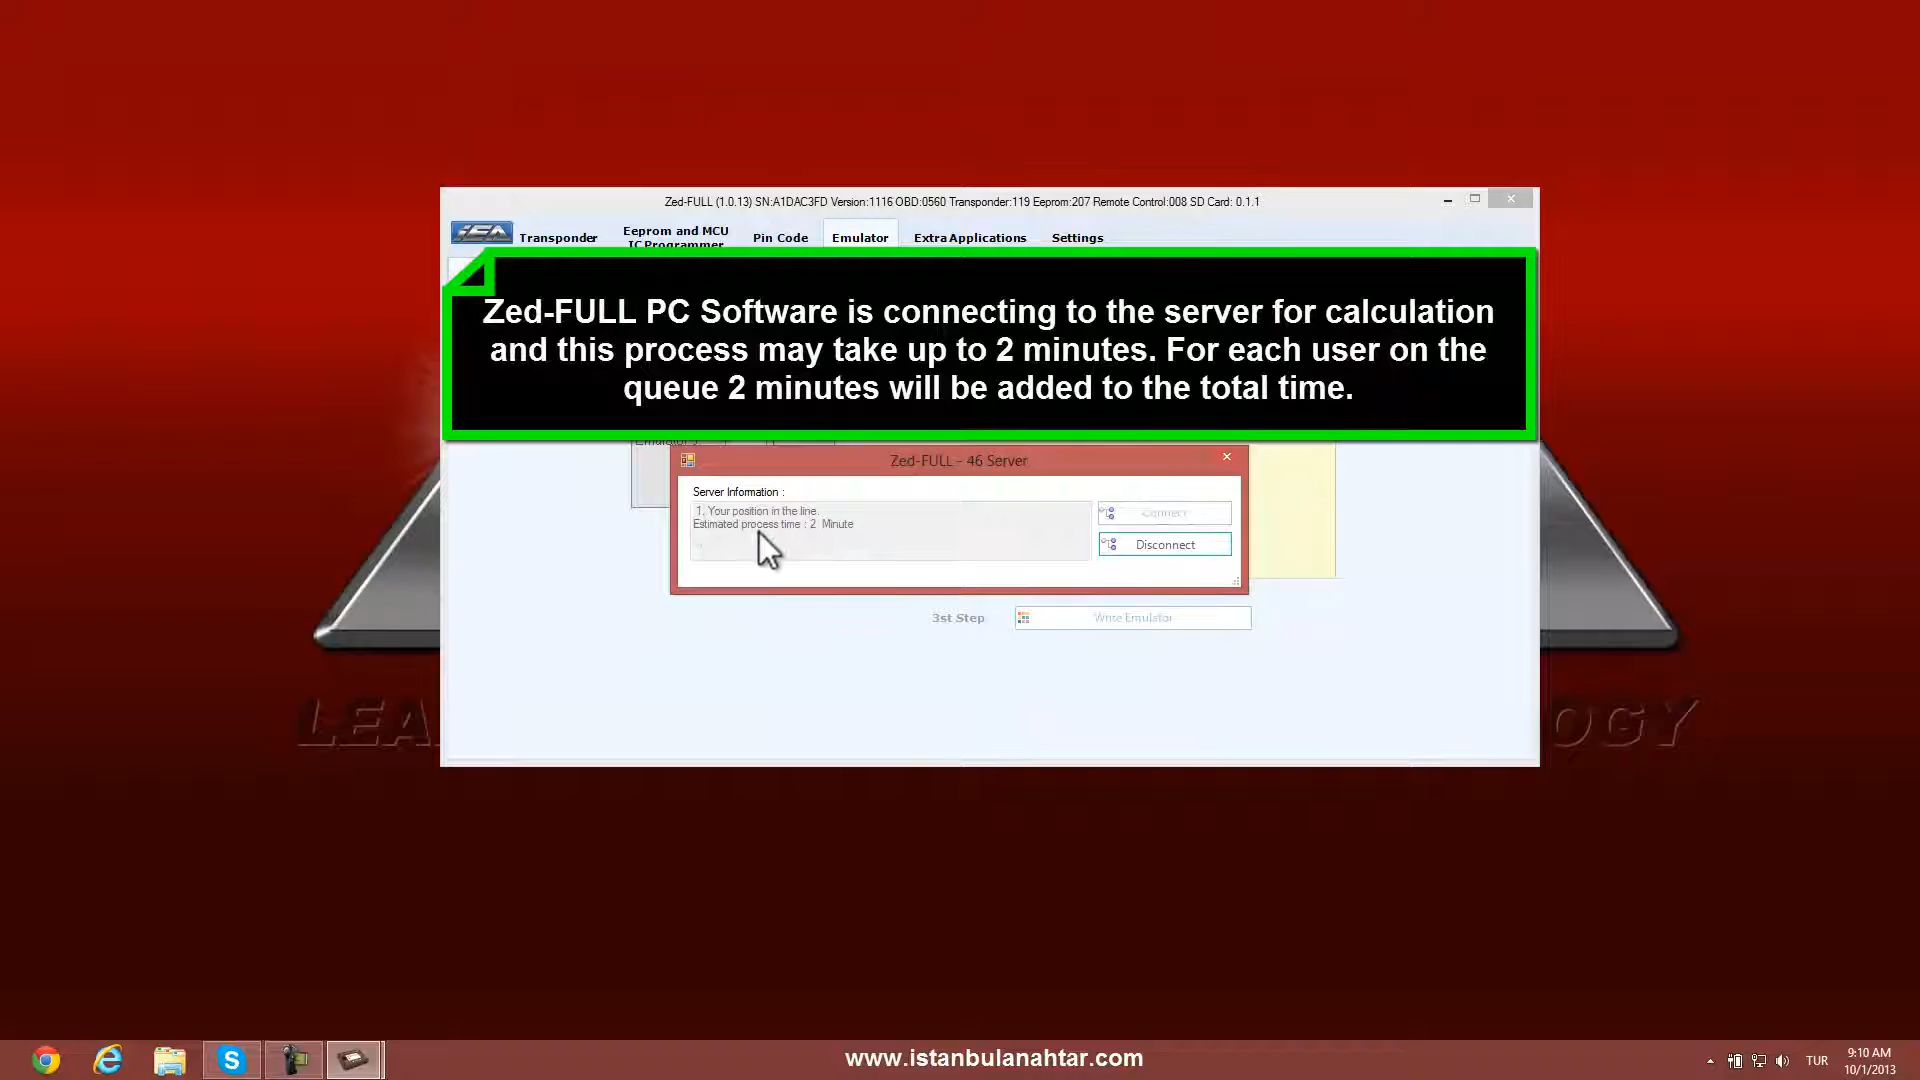 Zed-FULL (1.0.13) SN:A1DAC3FD Version:1116 OBD:0560 Transponder:119 Eeprom:207 Remote Control:008 SD Card: 0.1.1
iEA
Transponder
Eeprom and MCU
IC Programmer
Pin Code
Emulator
Extra Applications
Settings
Zed-FULL PC Software is connecting to the server for calculation
and this process may take up to 2 minutes. For each user on the
queue 2 minutes will be added to the total time.
Zed-FULL - 46 Server
Server Information :
1. Your position in the line.
Estimated process time : 2 Minute
Connect
Disconnect
3st Step
Write Emulator
LEA
OGY
www.istanbulanahtar.com
TUR
9:10 AM
10/1/2013